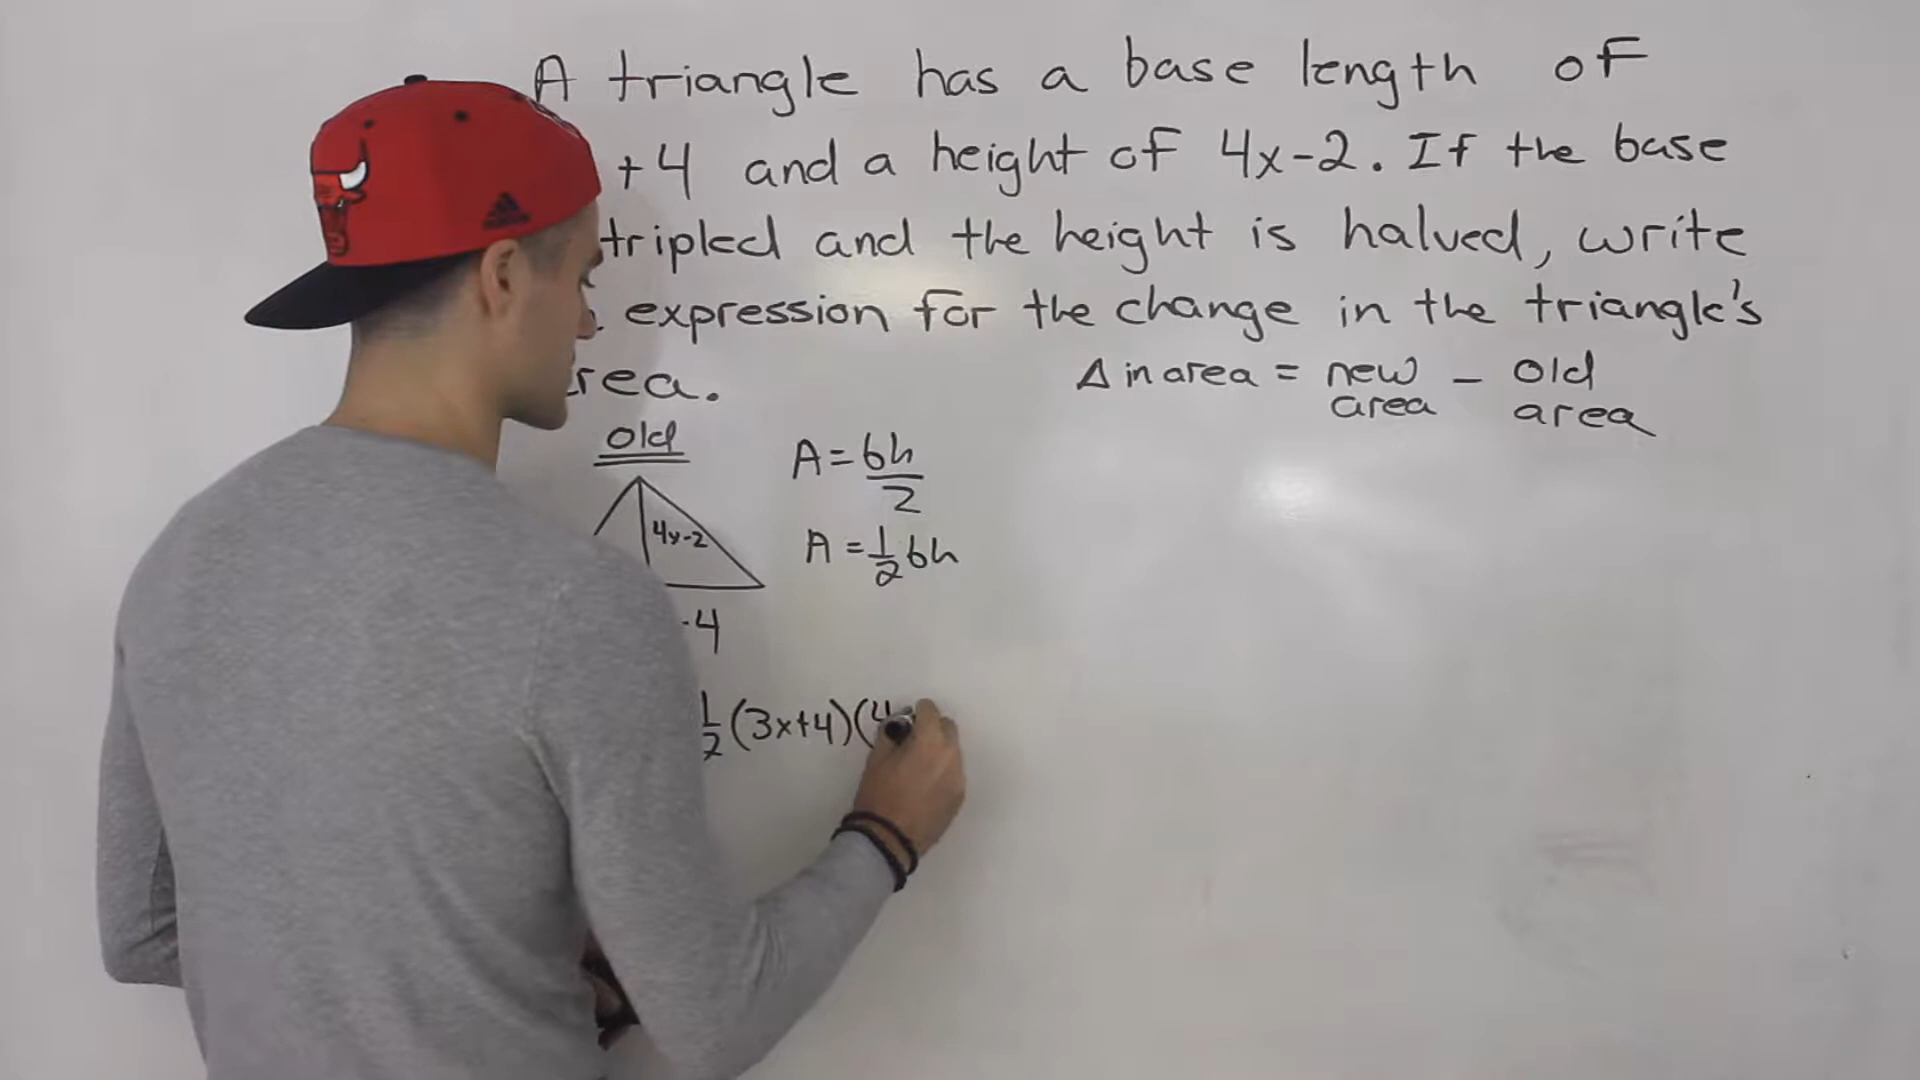 A triangle has a base length of
+4 and a height of 4x-2. If the base
tripled and the height is halved, write
expression for the change in the triangle's
rea.
Δ in area = new area - old area
Old
A = bh/2
4x-2
A = 1/2 bh
4
1/2 (3x+4)(4